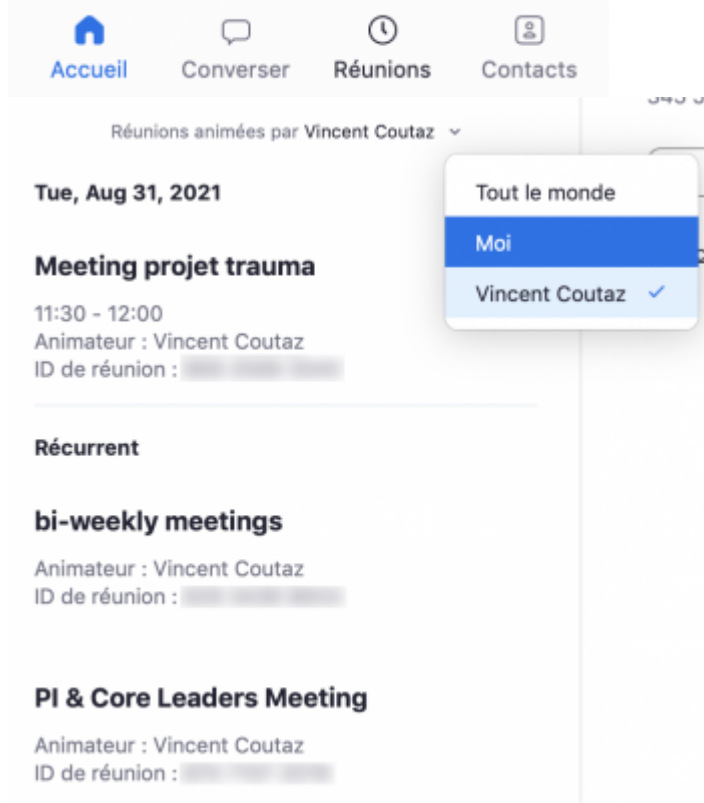 Accueil Converser Réunions Contacts
Réunions animées par Vincent Coutaz
Tout le monde
Moi
Vincent Coutaz
Tue, Aug 31, 2021
Meeting projet trauma
11:30 - 12:00
Animateur : Vincent Coutaz
ID de réunion :
Récurrent
bi-weekly meetings
Animateur : Vincent Coutaz
ID de réunion :
PI & Core Leaders Meeting
Animateur : Vincent Coutaz
ID de réunion :